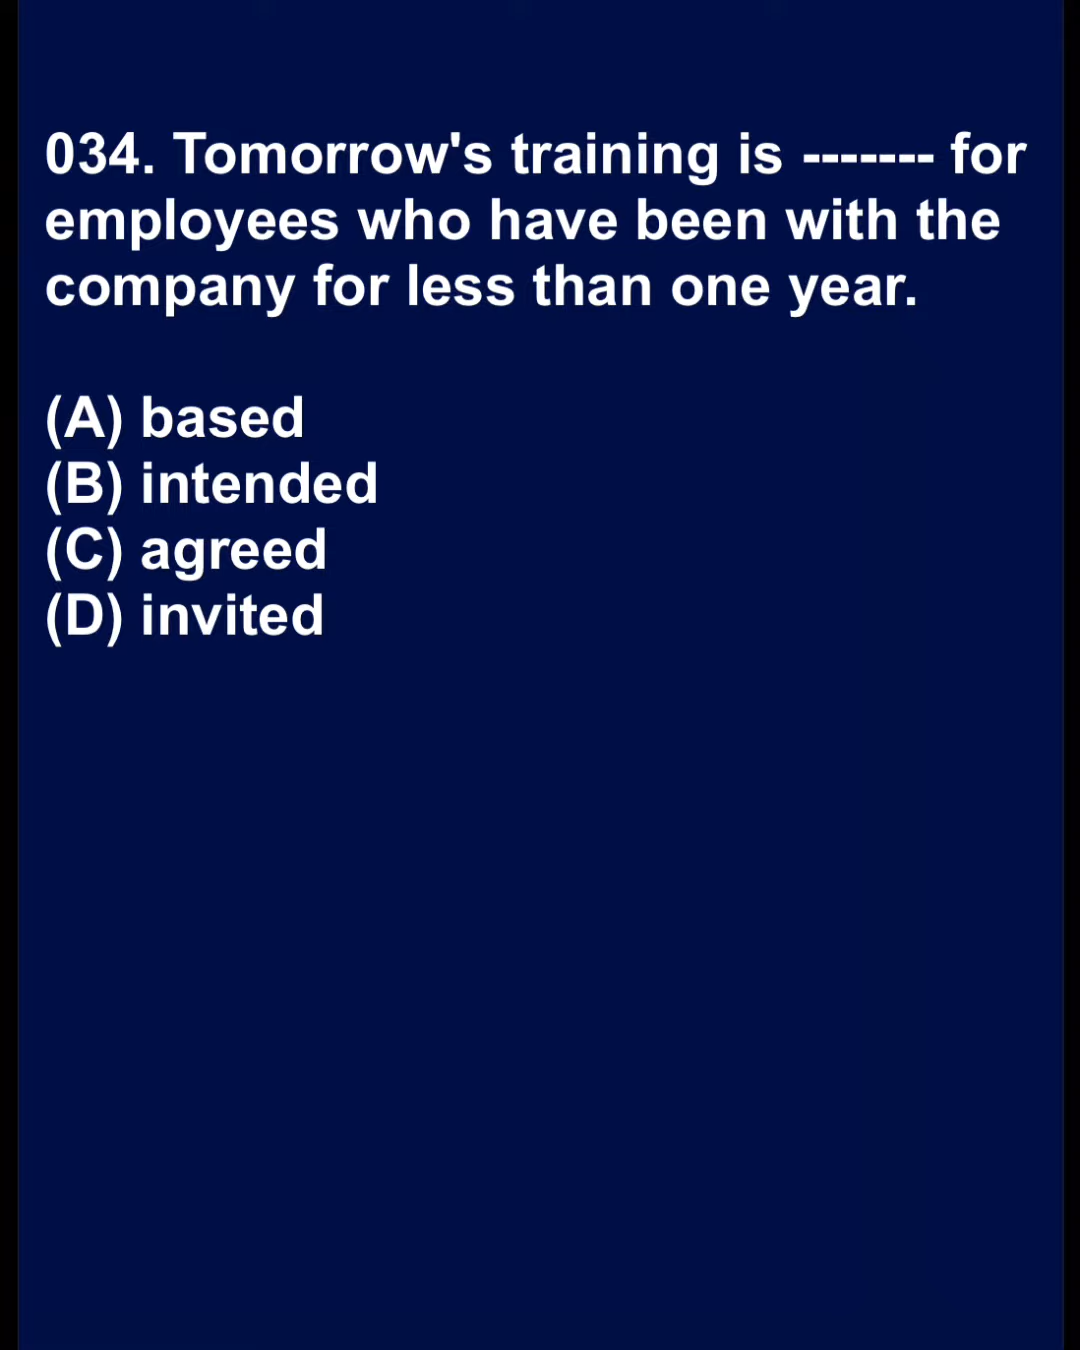 034. Tomorrow's training is ------- for
employees who have been with the
company for less than one year.
(A) based
(B) intended
(C) agreed
(D) invited